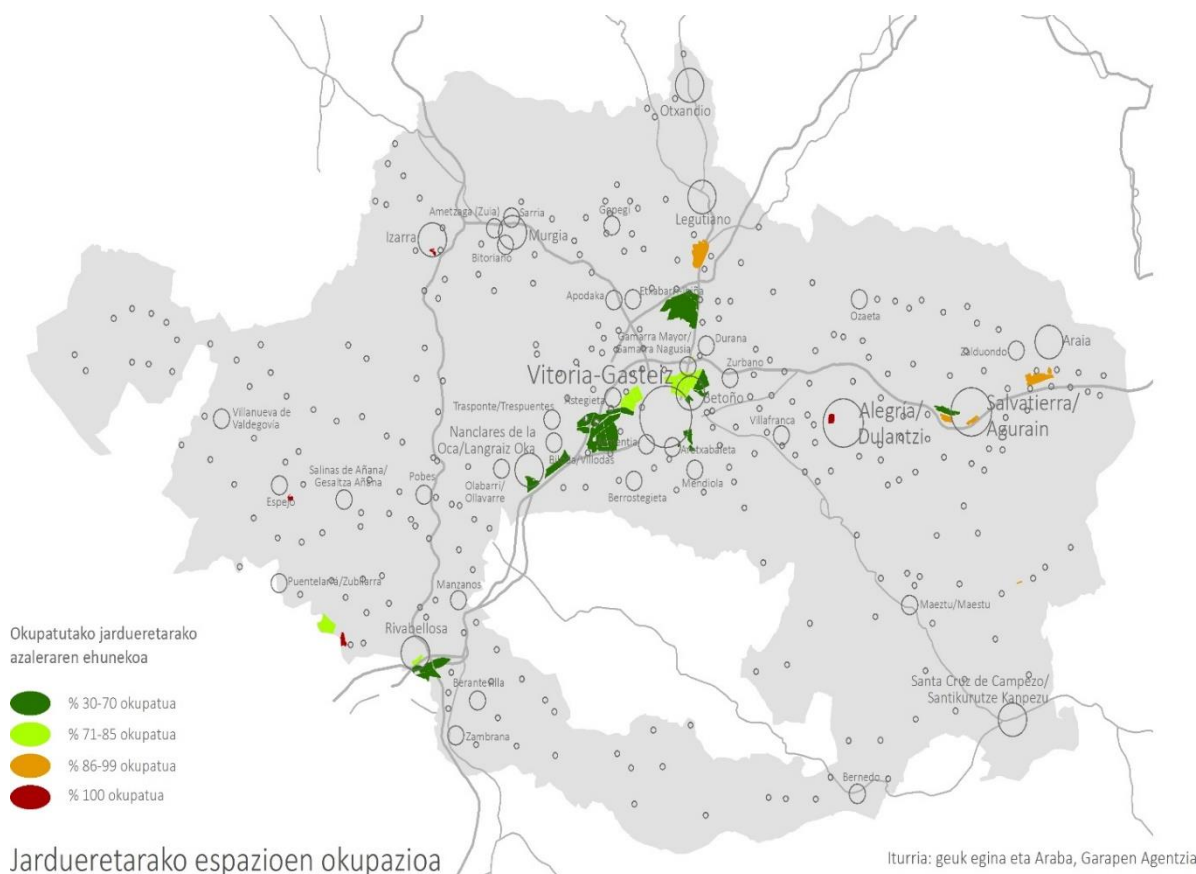 Otxandio
Legutiano
Ametzaga (Zuia)
Sarria
Gopegi
Izarra
Murgia
Bitoriano
Apodaka
Ozaeta
Gamarra Mayor/
Gamarra Nagusia
Durana
Zalduondo
Araia
Zurbano
Vitoria-Gasteiz
Betoño
Astegieta
Trasponte/Trespuentes
Villanueva de
Valdegovía
Nanclares de la
Oca/Langraiz Oka
Villafranca
Alegría/
Dulantzi
Salvatierra/
Agurain
Aretxabaleta
Mendiola
Olabarri/
Ollavarre
Berrostegieta
Salinas de Añana/
Gesaltza Añana
Pobes
Espejo
Puentelarrá/Zubilarra
Manzanos
Maeztu/Maestu
Rivabellosa
Berantevilla
Zambrana
Santa Cruz de Campezo/
Santikurutze Kanpezu
Bernedo
Okupatutako jardueretarako
azaleraren ehunekoa
% 30-70 okupatua
% 71-85 okupatua
% 86-99 okupatua
% 100 okupatua
Jardueretarako espazioen okupazioa
Iturria: geuk egina eta Araba, Garapen Agentzia